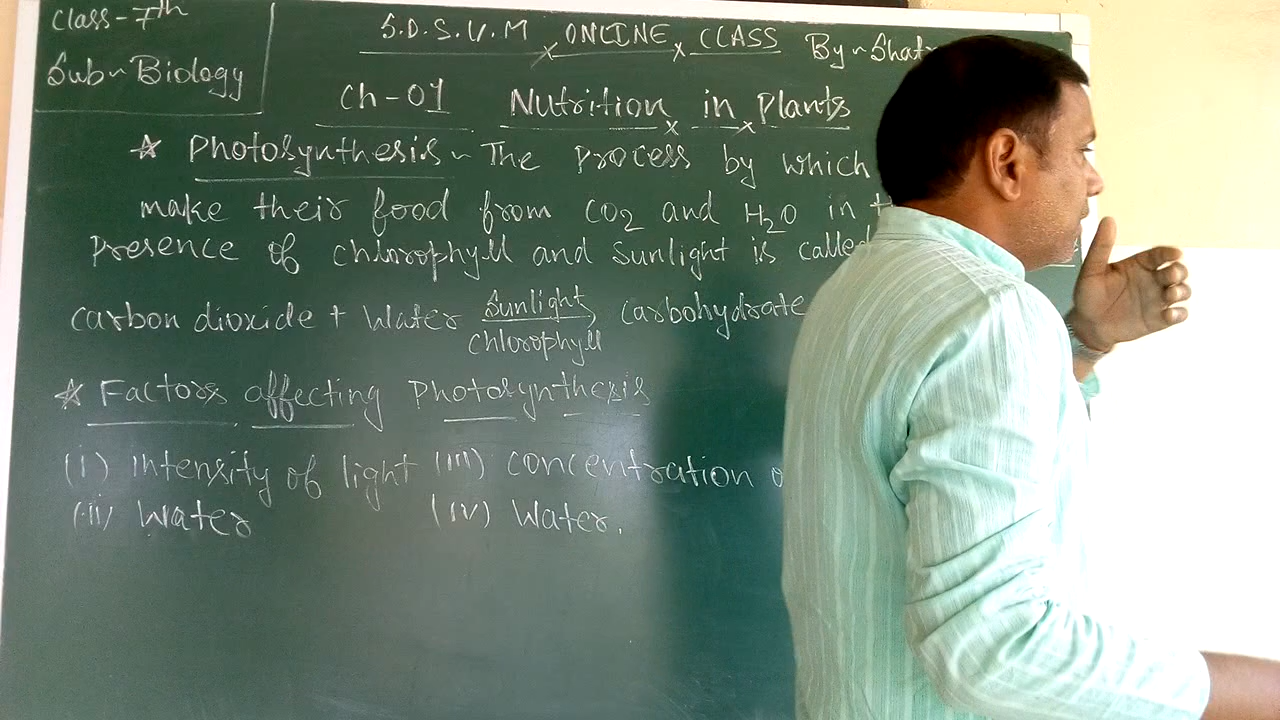 Class - 7th
Sub ~ Biology
S.D.S.V.M ONLINE CLASS By ~
Ch - 01 Nutrition in Plants
* Photosynthesis ~ The Process by which
make their food from CO2 and H2O in
Presence of chlorophyll and Sunlight is called
carbon dioxide + Water Sunlight carbohydrate
chlorophyll
* Factors affecting Photosynthesis
(i) intensity of light (iii) concentration
(ii) Water (iv) Water.